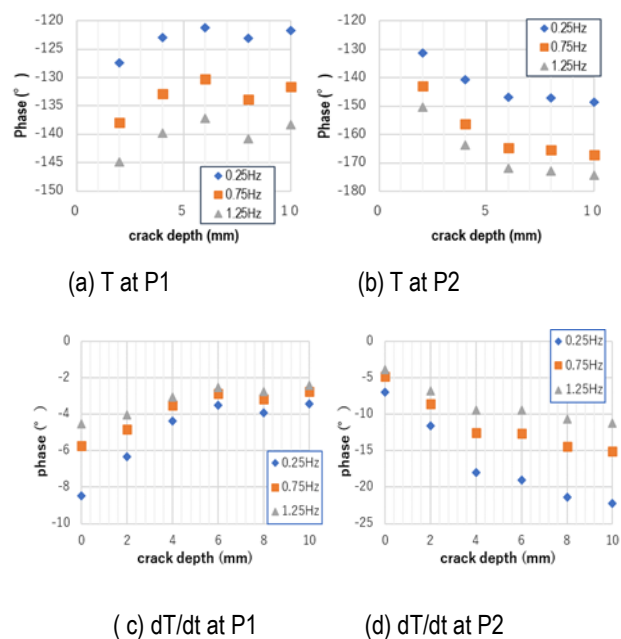 -120
-125
-130
-135
-140
-145
-150
Phase (°)
0 5 10
crack depth (mm)
0.25Hz
0.75Hz
1.25Hz
(a) T at P1
-120
-130
-140
-150
-160
-170
-180
Phase (°)
0 5 10
crack depth (mm)
0.25Hz
0.75Hz
1.25Hz
(b) T at P2
0
-2
-4
-6
-8
-10
phase (°)
0 2 4 6 8 10
crack depth (mm)
0.25Hz
0.75Hz
1.25Hz
( c) dT/dt at P1
0
-5
-10
-15
-20
-25
phase (°)
0 2 4 6 8 10
crack depth (mm)
0.25Hz
0.75Hz
1.25Hz
(d) dT/dt at P2